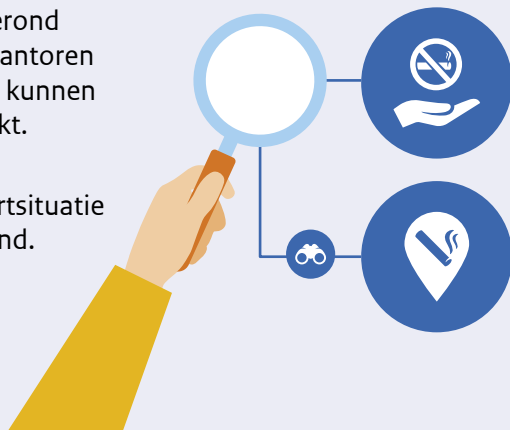 erond
antoren
kunnen
kt.
rtsituatie
nd.